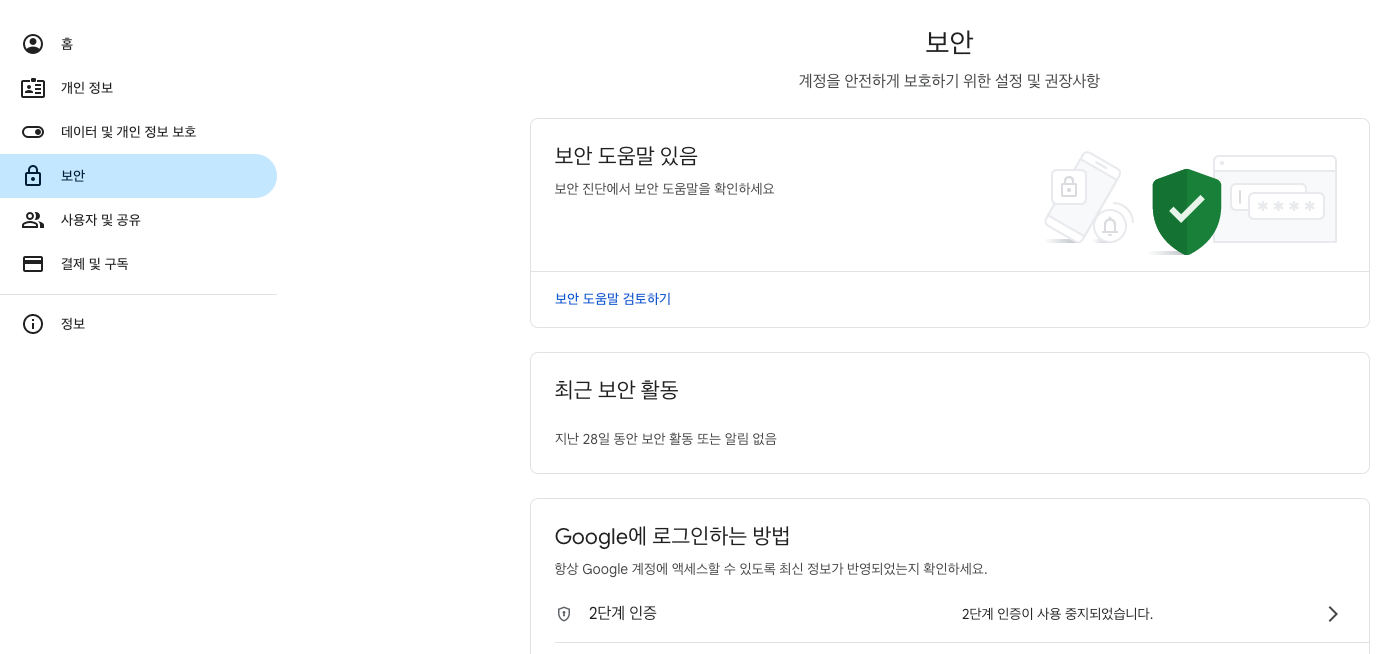 홈
개인 정보
데이터 및 개인 정보 보호
보안
사용자 및 공유
결제 및 구독
정보
보안
계정을 안전하게 보호하기 위한 설정 및 권장사항
보안 도움말 있음
보안 진단에서 보안 도움말을 확인하세요
****
보안 도움말 검토하기
최근 보안 활동
지난 28일 동안 보안 활동 또는 알림 없음
Google에 로그인하는 방법
항상 Google 계정에 액세스할 수 있도록 최신 정보가 반영되었는지 확인하세요.
2단계 인증
2단계 인증이 사용 중지되었습니다.